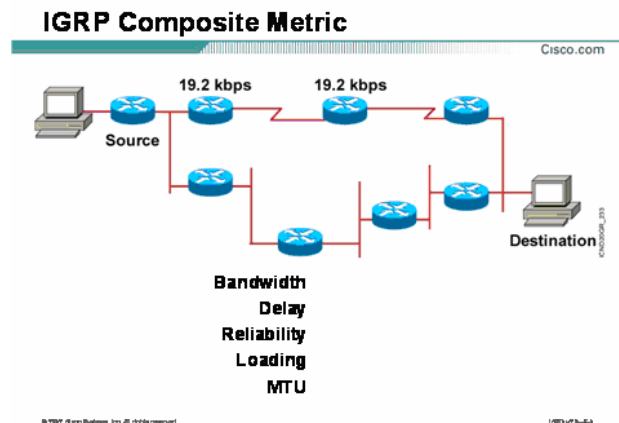 IGRP Composite Metric
Cisco.com
19.2 kbps 19.2 kbps
Source
Destination
Bandwidth
Delay
Reliability
Loading
MTU